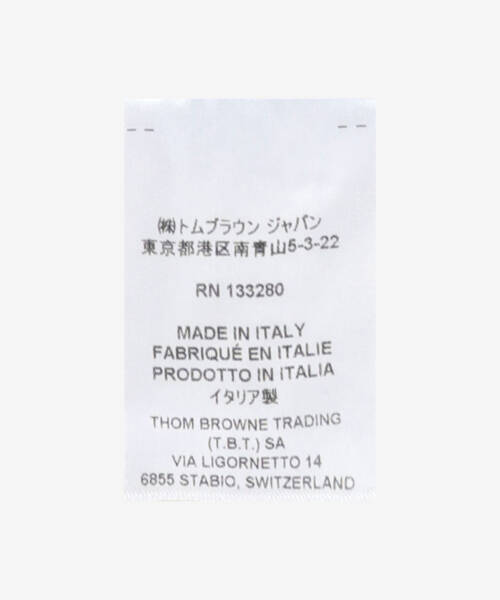 ㈱トムブラウン ジャパン
東京都港区南青山5-3-22
RN 133280
MADE IN ITALY
FABRIQUÉ EN ITALIE
PRODOTTO IN ITALIA
イタリア製
THOM BROWNE TRADING
(T.B.T.) SA
VIA LIGORNETTO 14
6855 STABIO, SWITZERLAND